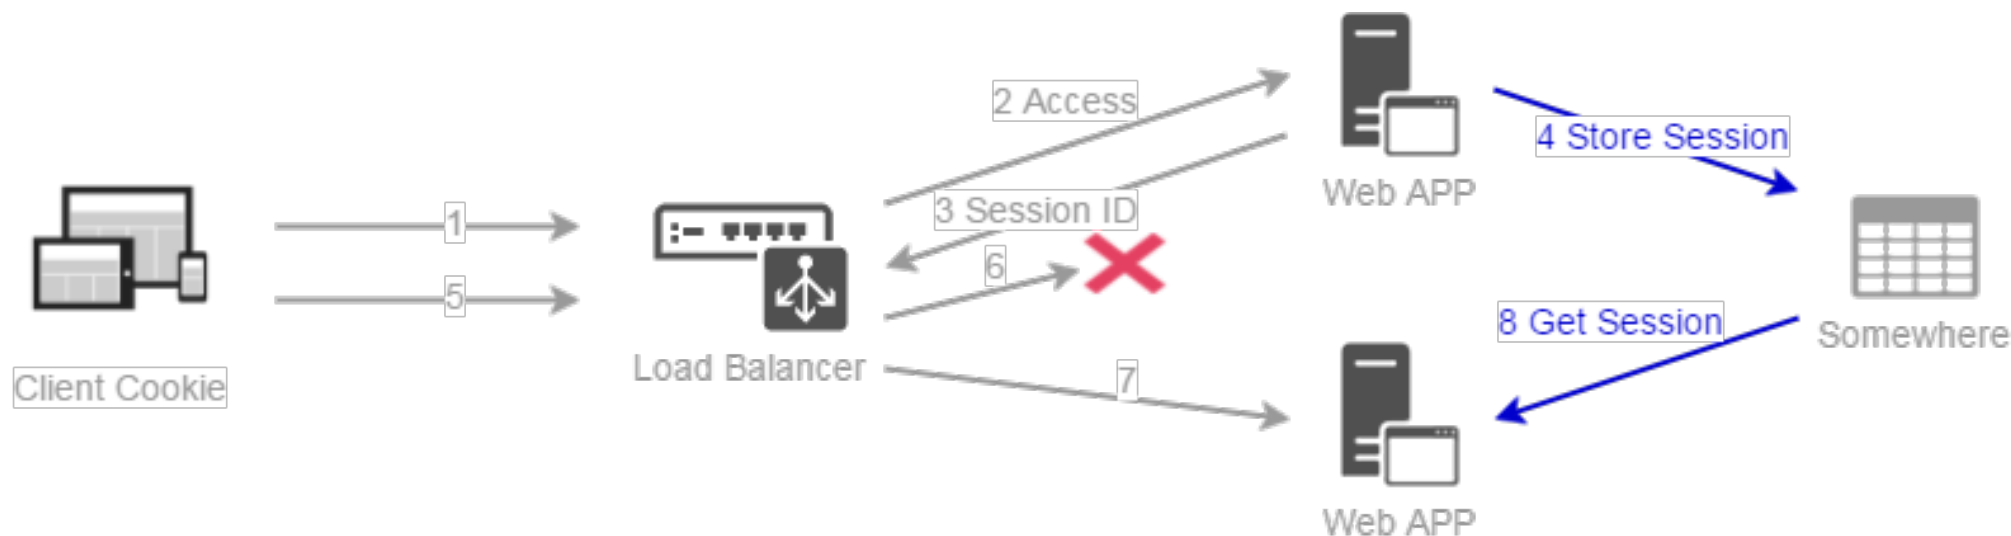 2 Access
4 Store Session
Web APP
3 Session ID
1
6
5
8 Get Session
Somewhere
Load Balancer
7
Client Cookie
Web APP